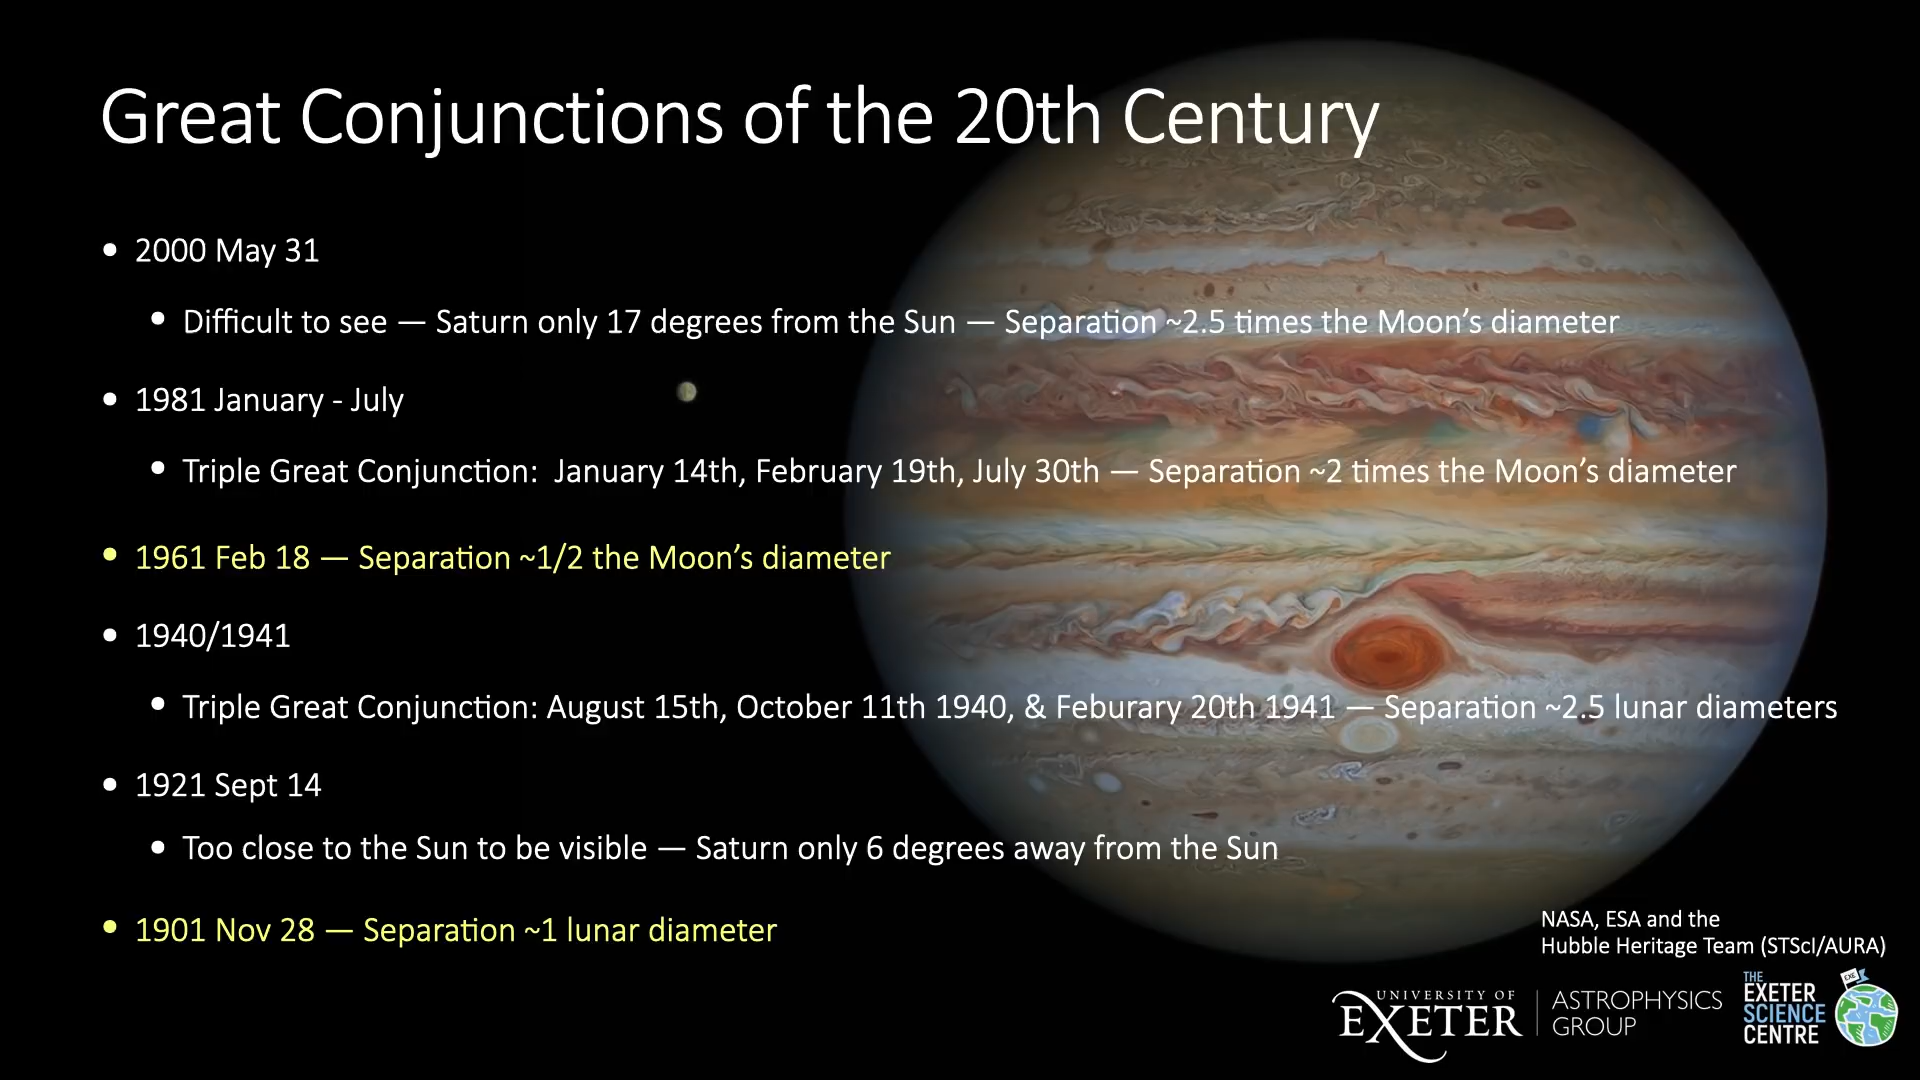 Great Conjunctions of the 20th Century
• 2000 May 31
• Difficult to see — Saturn only 17 degrees from the Sun — Separation ~2.5 times the Moon’s diameter
• 1981 January - July
• Triple Great Conjunction:  January 14th, February 19th, July 30th — Separation ~2 times the Moon’s diameter
• 1961 Feb 18 — Separation ~1/2 the Moon’s diameter
• 1940/1941
• Triple Great Conjunction: August 15th, October 11th 1940, & Feburary 20th 1941 — Separation ~2.5 lunar diameters
• 1921 Sept 14
• Too close to the Sun to be visible — Saturn only 6 degrees away from the Sun
• 1901 Nov 28 — Separation ~1 lunar diameter
NASA, ESA and the
Hubble Heritage Team (STScI/AURA)
UNIVERSITY OF
EXETER
ASTROPHYSICS
GROUP
THE
EXETER
SCIENCE
CENTRE
EXE